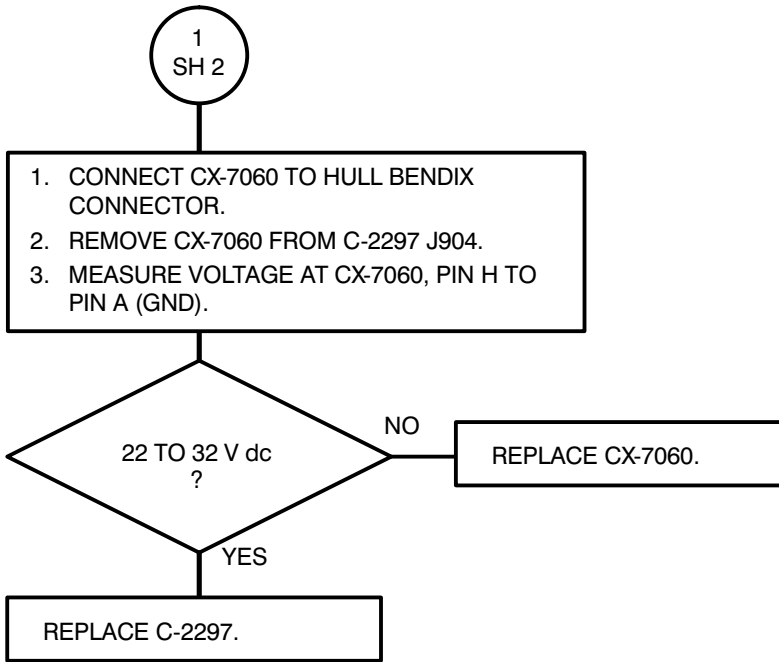 1
SH 2
1. CONNECT CX-7060 TO HULL BENDIX
CONNECTOR.
2. REMOVE CX-7060 FROM C-2297 J904.
3. MEASURE VOLTAGE AT CX-7060, PIN H TO
PIN A (GND).
22 TO 32 V dc
?
NO
REPLACE CX-7060.
YES
REPLACE C-2297.